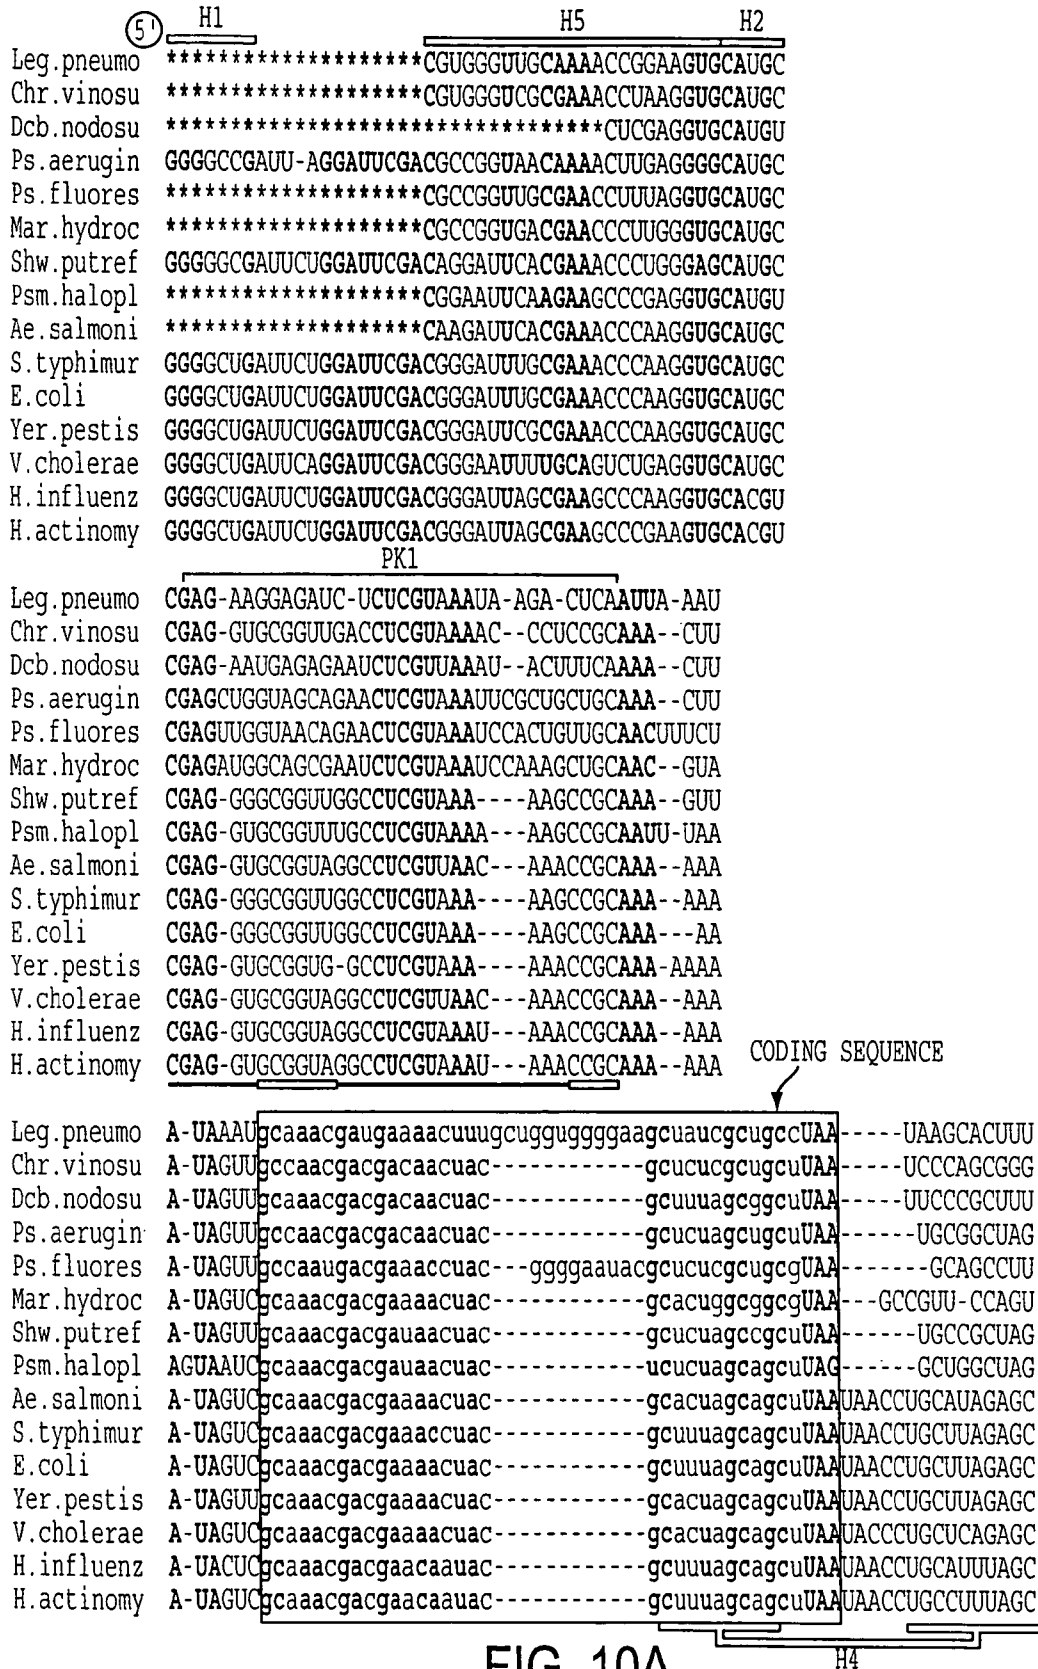 5' H1 H5 H2
Leg.pneumo ********************CGUGGGUUGCAAAACCGGAAGUGCAUGC
Chr.vinosu ********************CGUGGGUCGCGAAACCUAAGGUGCAUGC
Dcb.nodosu **********************************CUCGAGGUGCAUGU
Ps.aerugin GGGGCCGAUU-AGGAUUCGACGCCGGUAACAAAACUUGAGGGGCAUGC
Ps.fluores ********************CGCCGGUUGCGAACCUUUAGGUGCAUGC
Mar.hydroc ********************CGCCGGUGACGAACCCUUGGGUGCAUGC
Shw.putref GGGGGCGAUUCUGGAUUCGACAGGAUUCACGAAACCCUGGGAGCAUGC
Psm.halopl ********************CGGAAUUCAAGAAGCCCGAGGUGCAUGU
Ae.salmoni ********************CAAGAUUCACGAAACCCAAGGUGCAUGC
S.typhimur GGGGCUGAUUCUGGAUUCGACGGGAUUUGCGAAACCCAAGGUGCAUGC
E.coli GGGGCUGAUUCUGGAUUCGACGGGAUUUGCGAAACCCAAGGUGCAUGC
Yer.pestis GGGGCUGAUUCUGGAUUCGACGGGAUUCGCGAAACCCAAGGUGCAUGC
V.cholerae GGGGCUGAUUCAGGAUUCGACGGGAAUUUUGCAGUCUGAGGUGCAUGC
H.influenz GGGGCUGAUUCUGGAUUCGACGGGAUUAGCGAAGCCCAAGGUGCACGU
H.actinomy GGGGCUGAUUCUGGAUUCGACGGGAUUAGCGAAGCCCGAAGUGCACGU
PK1
Leg.pneumo CGAG-AAGGAGAUC-UCUCGUAAAUA-AGA-CUCAAUUA-AAU
Chr.vinosu CGAG-GUGCGGUUGACCUCGUAAAAC--CCUCCGCAAA--CUU
Dcb.nodosu CGAG-AAUGAGAGAAUCUCGUUAAAU--ACUUUCAAAA--CUU
Ps.aerugin CGAGCUGGUAGCAGAACUCGUAAAUUCGCUGCUGCAAA--CUU
Ps.fluores CGAGUUGGUAACAGAACUCGUAAAUCCACUGUUGCAACUUUCU
Mar.hydroc CGAGAUGGCAGCGAAUCUCGUAAAUCCAAAGCUGCAAC--GUA
Shw.putref CGAG-GGGCGGUUGGCCUCGUAAA----AAGCCGCAAA--GUU
Psm.halopl CGAG-GUGCGGUUUGCCUCGUAAAA---AAGCCGCAAUU-UAA
Ae.salmoni CGAG-GUGCGGUAGGCCUCGUUAAC---AAACCGCAAA--AAA
S.typhimur CGAG-GGGCGGUUGGCCUCGUAAA----AAGCCGCAAA--AAA
E.coli CGAG-GGGCGGUUGGCCUCGUAAA----AAGCCGCAAA---AA
Yer.pestis CGAG-GUGCGGUG-GCCUCGUAAA----AAACCGCAAA-AAAA
V.cholerae CGAG-GUGCGGUAGGCCUCGUUAAC---AAACCGCAAA--AAA
H.influenz CGAG-GUGCGGUAGGCCUCGUAAAU---AAACCGCAAA--AAA
H.actinomy CGAG-GUGCGGUAGGCCUCGUAAAU---AAACCGCAAA--AAA
CODING SEQUENCE
Leg.pneumo A-UAAAUgcaaacgaugaaaacuuugcugguggggaagcuaucgcugccUAA-----UAAGCACUUU
Chr.vinosu A-UAGUUgccaacgacgacaacuac------------gcucucgcugcuUAA-----UCCCAGCGGG
Dcb.nodosu A-UAGUUgcaaacgacgacaacuac------------gcuuuagcggcuUAA-----UUCCCGCUUU
Ps.aerugin A-UAGUUgccaacgacgacaacuac------------gcucuagcugcuUAA------UGCGGCUAG
Ps.fluores A-UAGUUgccaaugacgaaaccuac---ggggaauacgcucucgcugcgUAA-------GCAGCCUU
Mar.hydroc A-UAGUCgcaaacgacgaaaacuac------------gcacuggcggcgUAA---GCCGUU-CCAGU
Shw.putref A-UAGUUgcaaacgacgauaacuac------------gcucuagccgcuUAA------UGCCGCUAG
Psm.halopl AGUAAUCgcaaacgacgauaacuac------------ucucuagcagcuUAG------GCUGGCUAG
Ae.salmoni A-UAGUCgcaaacgacgaaaacuac------------gcacuagcagcuUAAUAACCUGCAUAGAGC
S.typhimur A-UAGUCgcaaacgacgaaaccuac------------gcuuuagcagcuUAAUAACCUGCUUAGAGC
E.coli A-UAGUCgcaaacgacgaaaacuac------------gcuuuagcagcuUAAUAACCUGCUUAGAGC
Yer.pestis A-UAGUUgcaaacgacgaaaacuac------------gcacuagcagcuUAAUAACCUGCUUAGAGC
V.cholerae A-UAGUCgcaaacgacgaaaacuac------------gcacuagcagcuUAAUACCCUGCUCAGAGC
H.influenz A-UACUCgcaaacgacgaacaauac------------gcuuuagcagcuUAAUAACCUGCAUUUAGC
H.actinomy A-UAGUCgcaaacgacgaacaauac------------gcuuuagcagcuUAAUAACCUGCCUUUAGC
H4
FIG. 10A